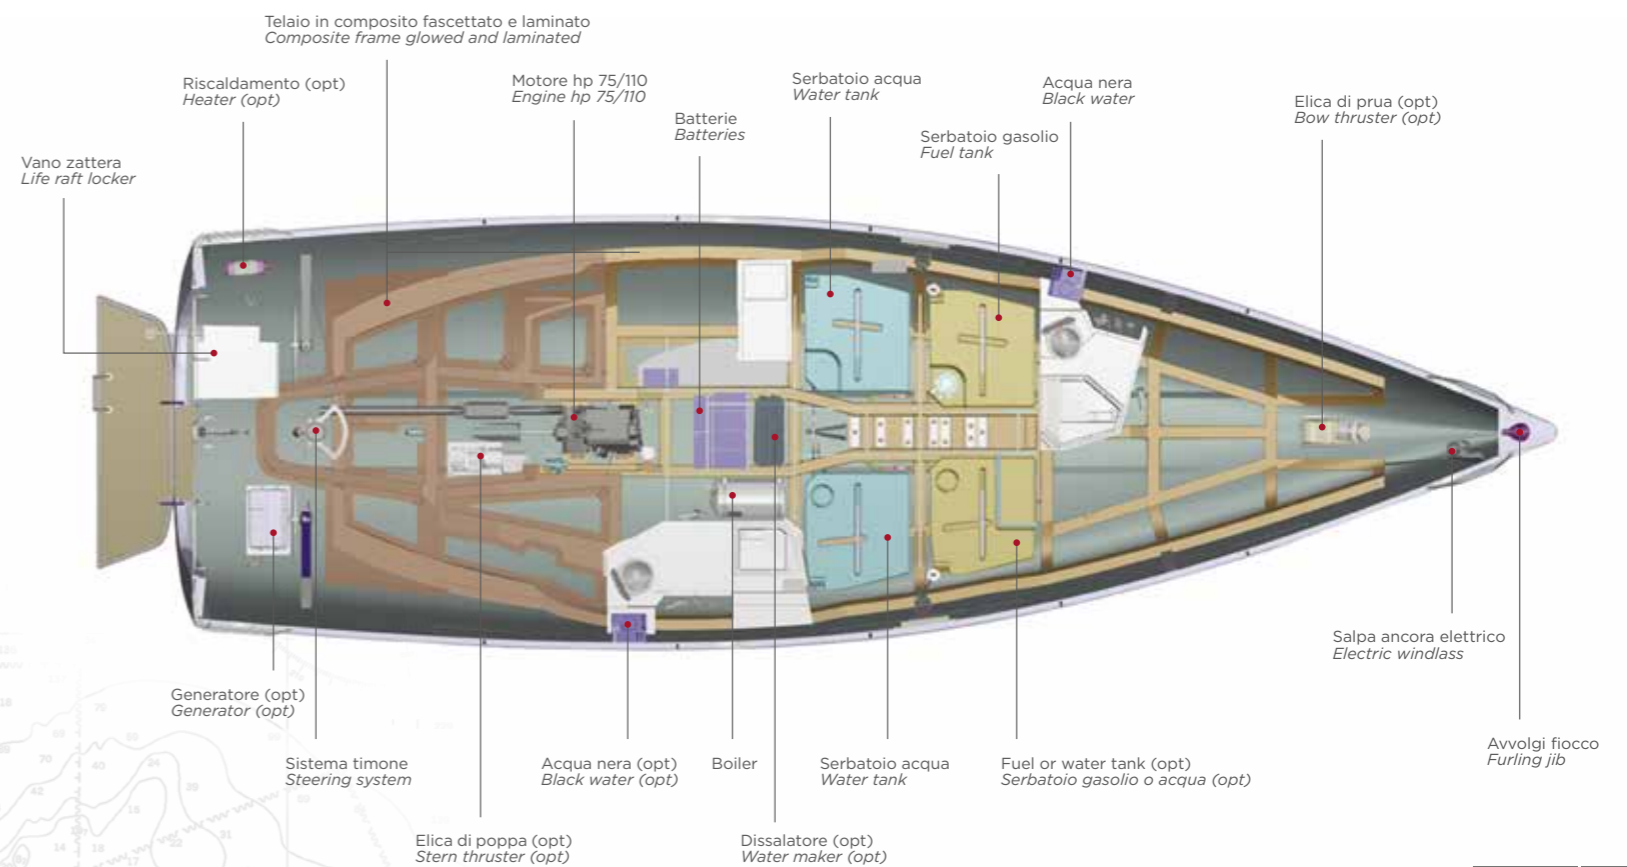 Telaio in composito fascettato e laminato
Composite frame glowed and laminated
Riscaldamento (opt)
Heater (opt)
Motore hp 75/110
Engine hp 75/110
Serbatoio acqua
Water tank
Acqua nera
Black water
Elica di prua (opt)
Bow thruster (opt)
Batterie
Batteries
Serbatoio gasolio
Fuel tank
Vano zattera
Life raft locker
Salpa ancora elettrico
Electric windlass
Generatore (opt)
Generator (opt)
Avvolgi fiocco
Furling jib
Sistema timone
Steering system
Acqua nera (opt)
Black water (opt)
Boiler
Serbatoio acqua
Water tank
Fuel or water tank (opt)
Serbatoio gasolio o acqua (opt)
Elica di poppa (opt)
Stern thruster (opt)
Dissalatore (opt)
Water maker (opt)